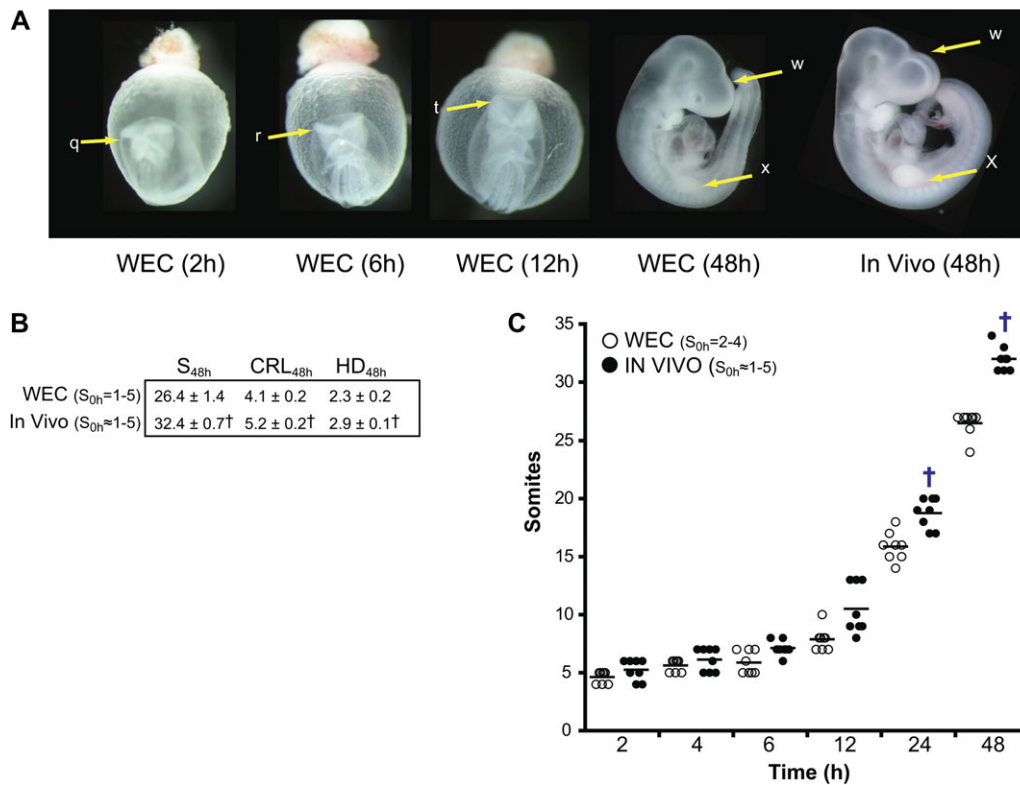 A
q
r
t
w
x
w
X
WEC (2h)
WEC (6h)
WEC (12h)
WEC (48h)
In Vivo (48h)
B
S48h CRL48h HD48h
WEC (S0h=1-5) 26.4 ± 1.4 4.1 ± 0.2 2.3 ± 0.2
In Vivo (S0h≈1-5) 32.4 ± 0.7† 5.2 ± 0.2† 2.9 ± 0.1†
C
WEC (S0h=2-4)
IN VIVO (S0h≈1-5)
†
†
35
30
25
20
15
10
5
0
Somites
2 4 6 12 24 48
Time (h)